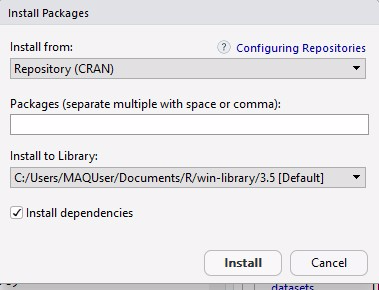 Install Packages
Install from:
? Configuring Repositories
Repository (CRAN)
Packages (separate multiple with space or comma):
Install to Library:
C:/Users/MAQUser/Documents/R/win-library/3.5 [Default]
Install dependencies
Install
Cancel
datasets